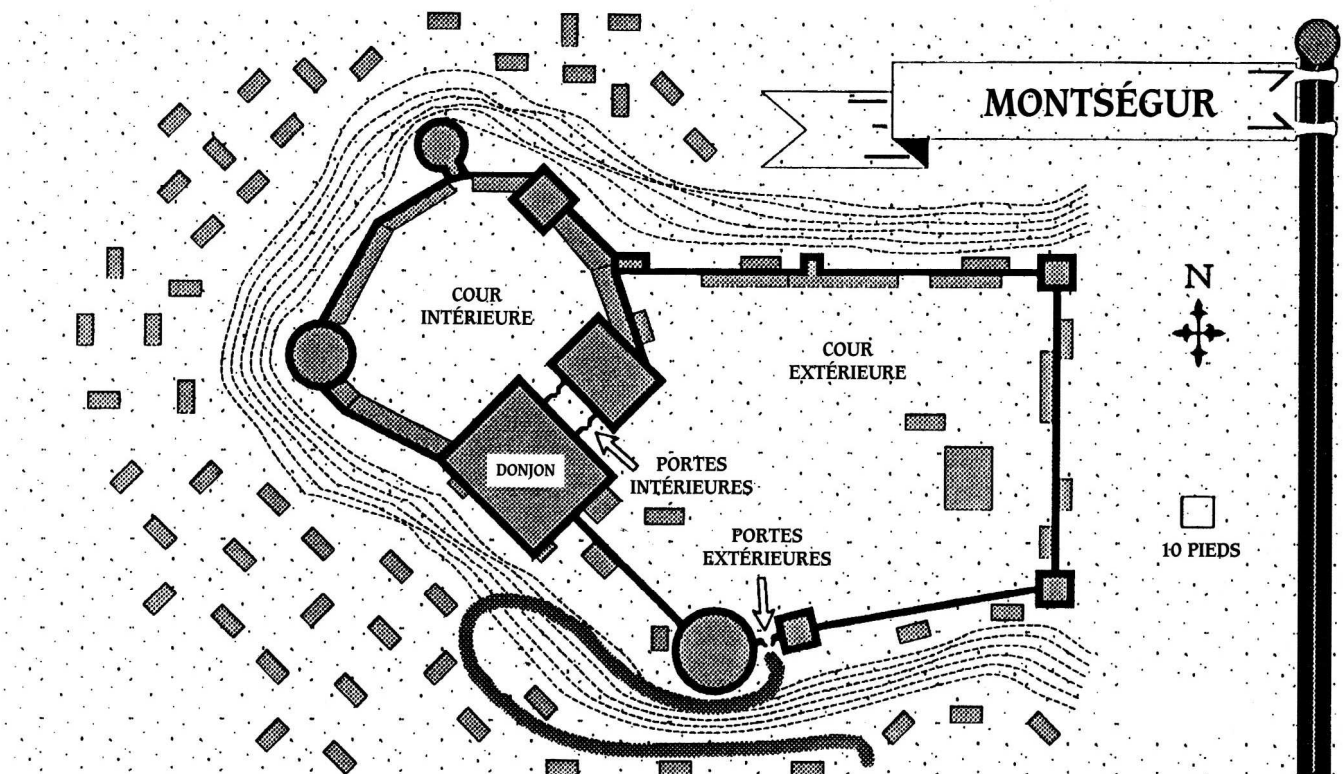 MONTSÉGUR
N
COUR
INTÉRIEURE
COUR
EXTÉRIEURE
DONJON
PORTES
INTÉRIEURES
PORTES
EXTÉRIEURES
10 PIEDS